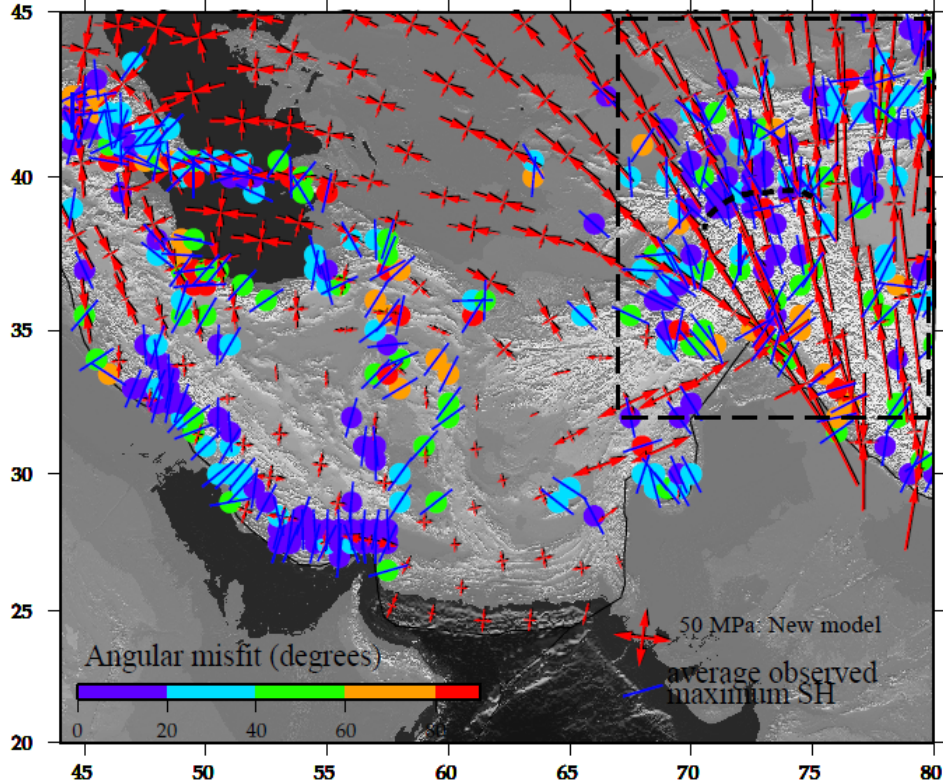 45
40
35
30
25
20
50 MPa: New model
Angular misfit (degrees)
average observed
maximum SH
0 20 40 60
45 50 55 60 65 70 75 80